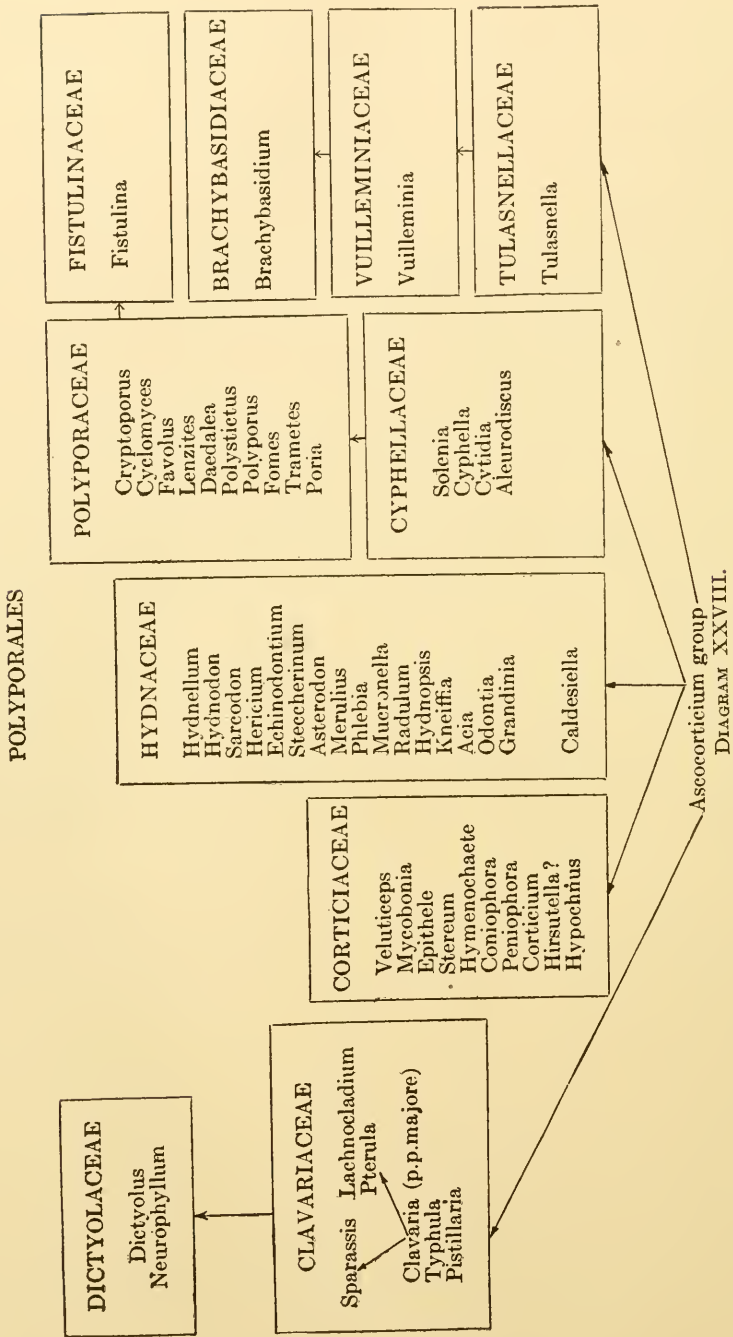 POLYPORALES
DICTYOLACEAE
Dictyolus
Neurophyllum
CLAVARIACEAE
Sparassis Lachnocladium
Pterula
Clavaria (p.p.majore)
Typhula
Pistillaria
CORTICIACEAE
Veluticeps
Mycobonia
Epithele
Stereum
Hymenochaete
Coniophora
Peniophora
Corticium
Hirsutella?
Hypochnus
HYDNACEAE
Hydnellum
Hydnodon
Sarcodon
Hericium
Echinodontium
Steccherinum
Asterodon
Merulius
Phlebia
Mucronella
Radulum
Hydnopsis
Kneiffia
Acia
Odontia
Grandinia
Caldesiella
POLYPORACEAE
Cryptoporus
Cyclomyces
Favolus
Lenzites
Daedalea
Polystictus
Polyporus
Fomes
Trametes
Poria
CYPHELLACEAE
Solenia
Cyphella
Cytidia
Aleurodiscus
FISTULINACEAE
Fistulina
BRACHYBASIDIACEAE
Brachybasidium
VUILLEMINIACEAE
Vuilleminia
TULASNELLACEAE
Tulasnella
Ascocorticium group
DIAGRAM XXVIII.